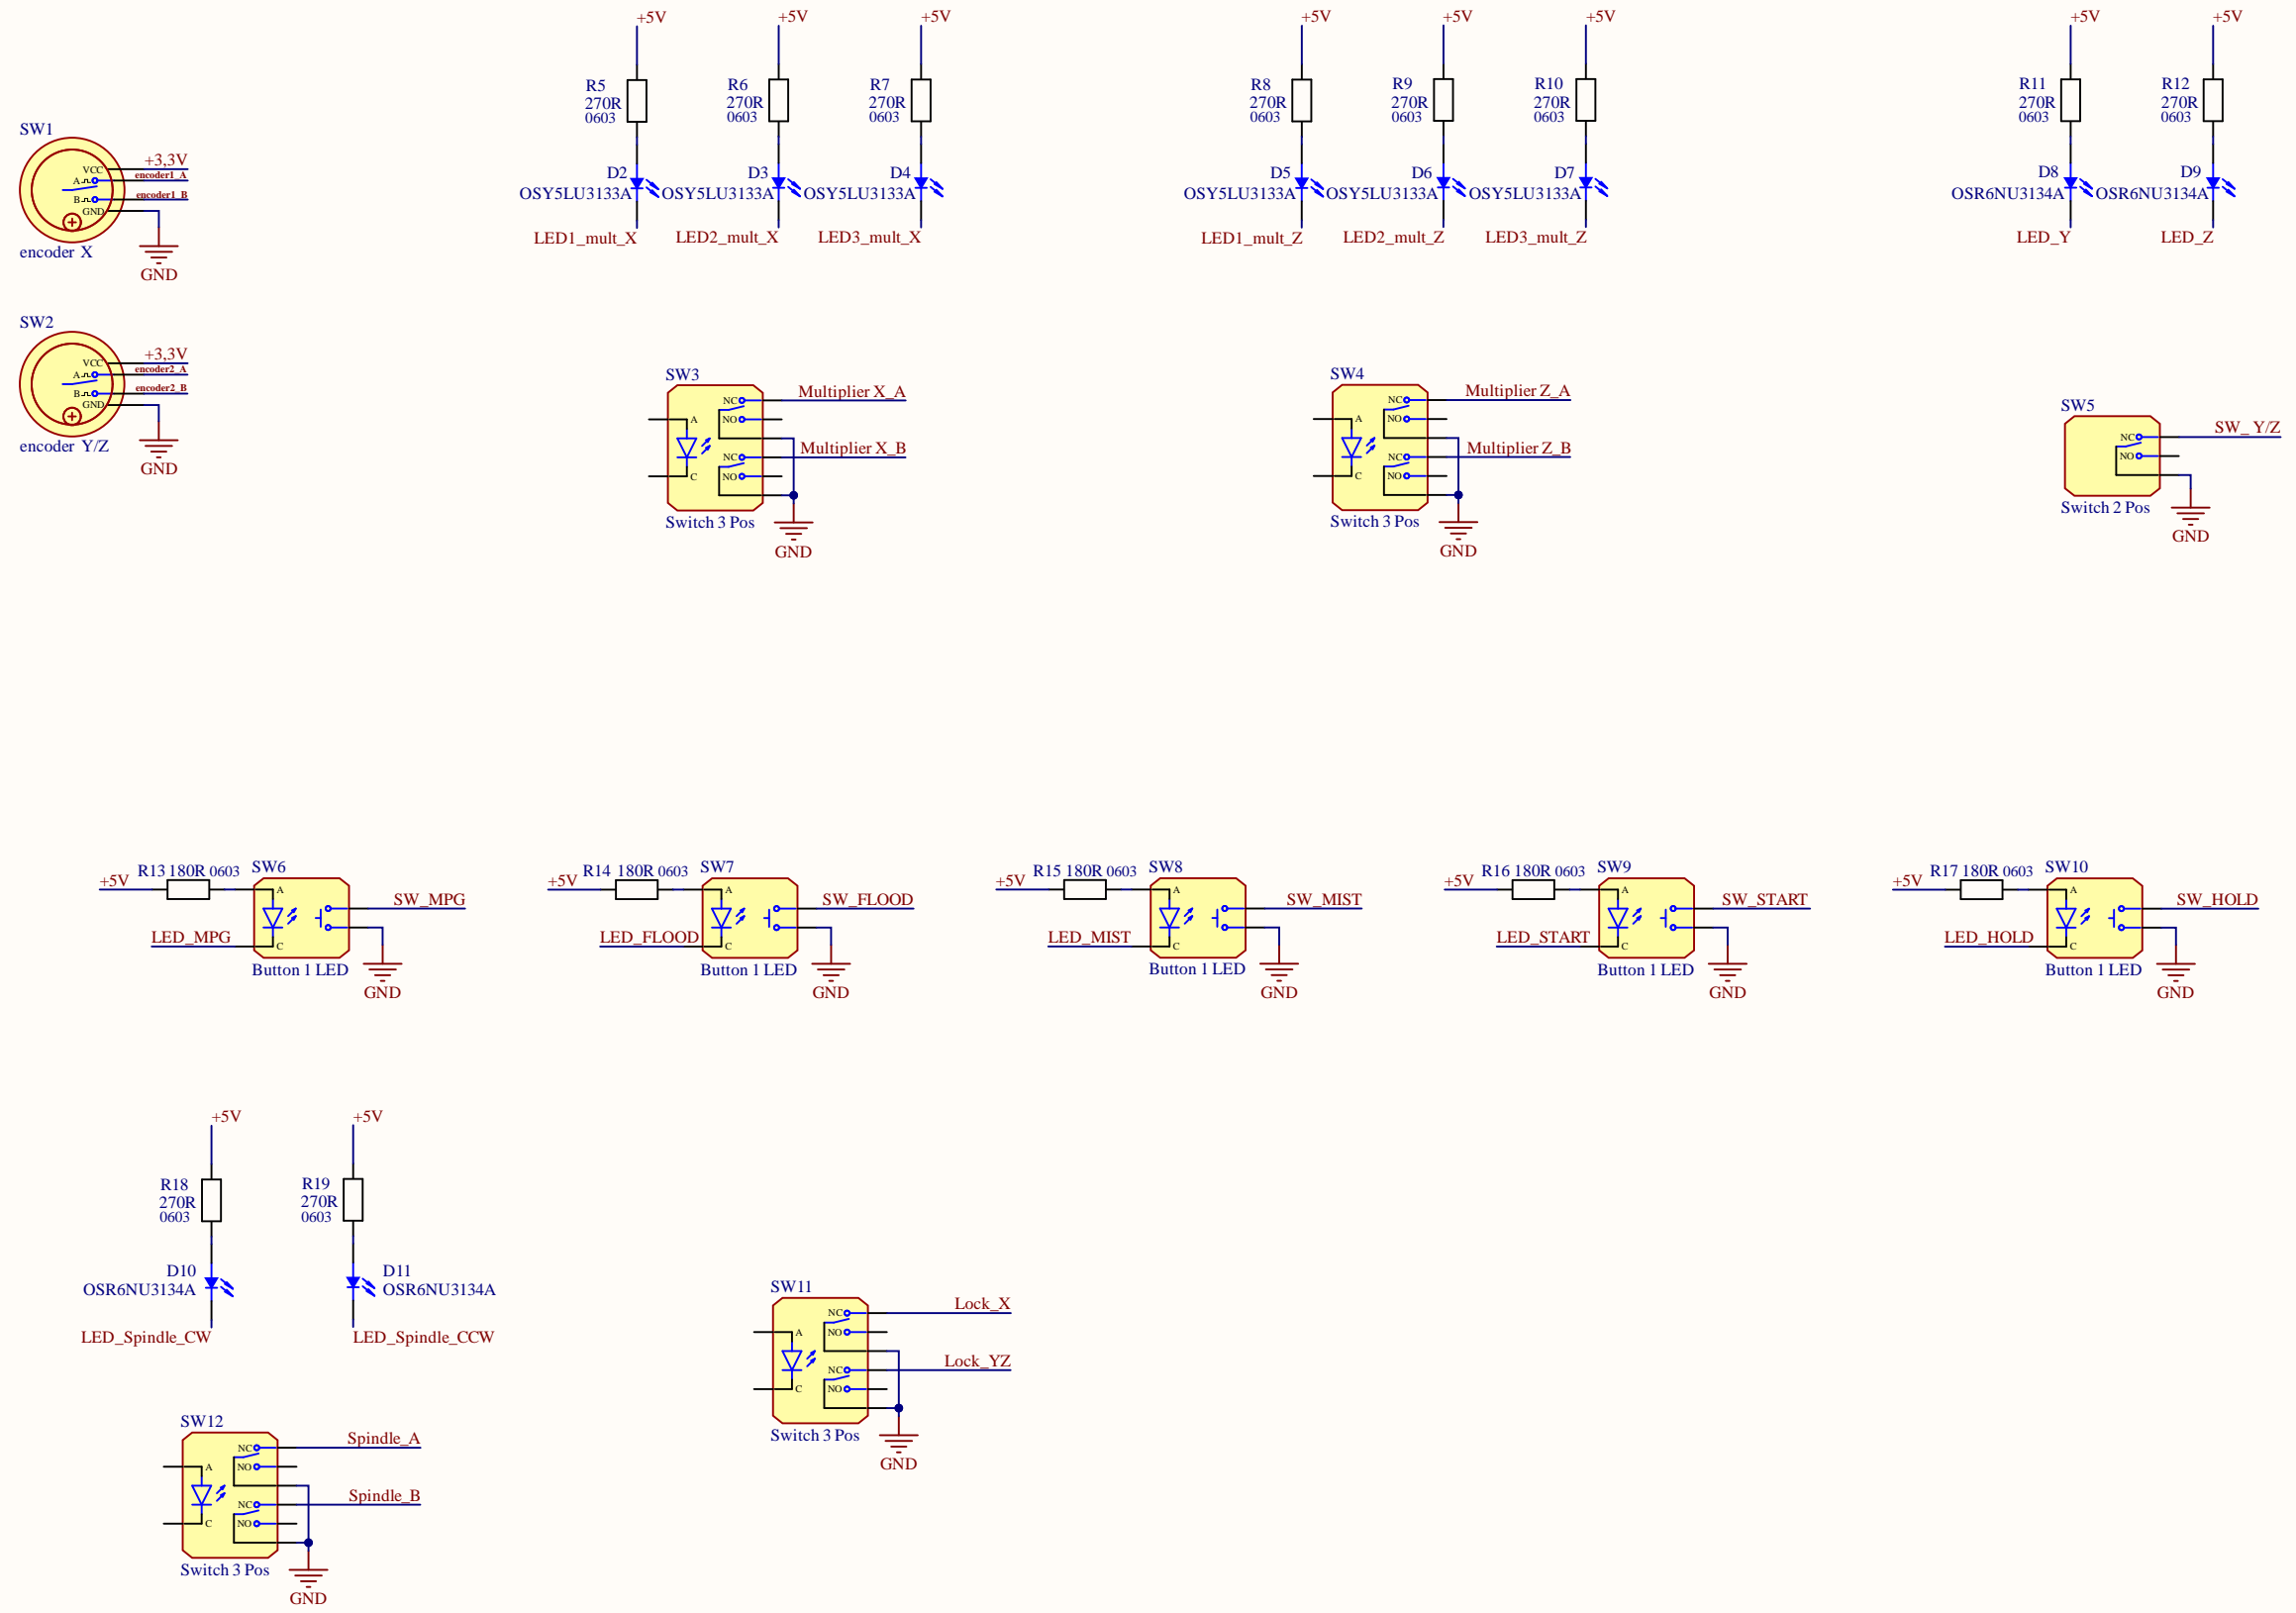 SW1
VCC
+3,3V
A
encoder1_A
B
encoder1_B
GND
encoder X
GND
SW2
VCC
+3,3V
A
encoder2_A
B
encoder2_B
GND
encoder Y/Z
GND
+5V
R5
270R
0603
D2
OSY5LU3133A
LED1_mult_X
+5V
R6
270R
0603
D3
OSY5LU3133A
LED2_mult_X
+5V
R7
270R
0603
D4
OSY5LU3133A
LED3_mult_X
+5V
R8
270R
0603
D5
OSY5LU3133A
LED1_mult_Z
+5V
R9
270R
0603
D6
OSY5LU3133A
LED2_mult_Z
+5V
R10
270R
0603
D7
OSY5LU3133A
LED3_mult_Z
+5V
R11
270R
0603
D8
OSR6NU3134A
LED_Y
+5V
R12
270R
0603
D9
OSR6NU3134A
LED_Z
SW3
A
C
NC
NO
NC
NO
Multiplier X_A
Multiplier X_B
Switch 3 Pos
GND
SW4
A
C
NC
NO
NC
NO
Multiplier Z_A
Multiplier Z_B
Switch 3 Pos
GND
SW5
NC
NO
SW_ Y/Z
Switch 2 Pos
GND
+5V
R13 180R 0603
SW6
A
C
SW_MPG
LED_MPG
Button 1 LED
GND
+5V
R14 180R 0603
SW7
A
C
SW_FLOOD
LED_FLOOD
Button 1 LED
GND
+5V
R15 180R 0603
SW8
A
C
SW_MIST
LED_MIST
Button 1 LED
GND
+5V
R16 180R 0603
SW9
A
C
SW_START
LED_START
Button 1 LED
GND
+5V
R17 180R 0603
SW10
A
C
SW_HOLD
LED_HOLD
Button 1 LED
GND
+5V
R18
270R
0603
D10
OSR6NU3134A
LED_Spindle_CW
+5V
R19
270R
0603
D11
OSR6NU3134A
LED_Spindle_CCW
SW11
A
C
NC
NO
NC
NO
Lock_X
Lock_YZ
Switch 3 Pos
GND
SW12
A
C
NC
NO
NC
NO
Spindle_A
Spindle_B
Switch 3 Pos
GND